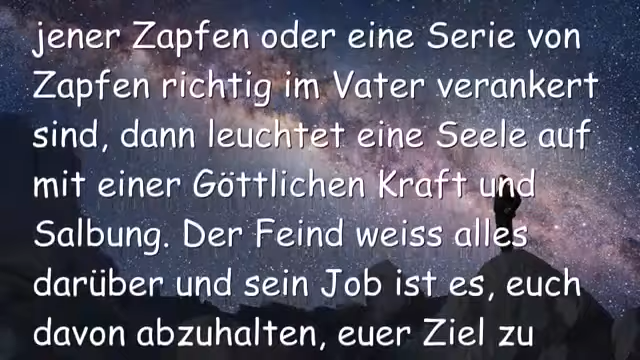 jener Zapfen oder eine Serie von
Zapfen richtig im Vater verankert
sind, dann leuchtet eine Seele auf
mit einer Göttlichen Kraft und
Salbung. Der Feind weiss alles
darüber und sein Job ist es, euch
davon abzuhalten, euer Ziel zu